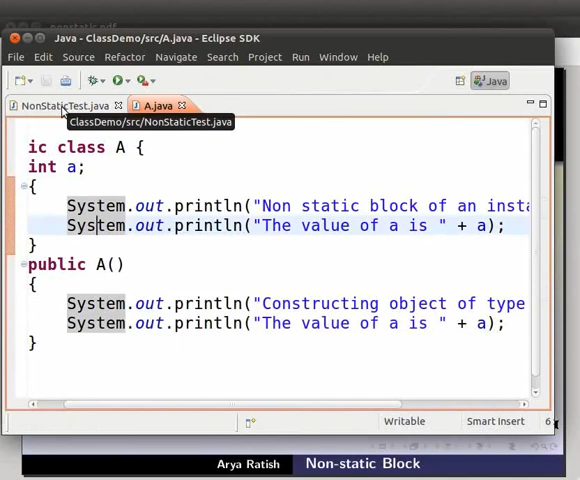 nonstatic.pdf
Java - ClassDemo/src/A.java - Eclipse SDK
File Edit Source Refactor Navigate Search Project Run Window Help
Java
NonStaticTest.java A.java
ClassDemo/src/NonStaticTest.java
ic class A {
int a;
{
System.out.println("Non static block of an insta
System.out.println("The value of a is " + a);
}
public A()
{
System.out.println("Constructing object of type
System.out.println("The value of a is " + a);
}
Writable Smart Insert 6
Arya Ratish Non-static Block